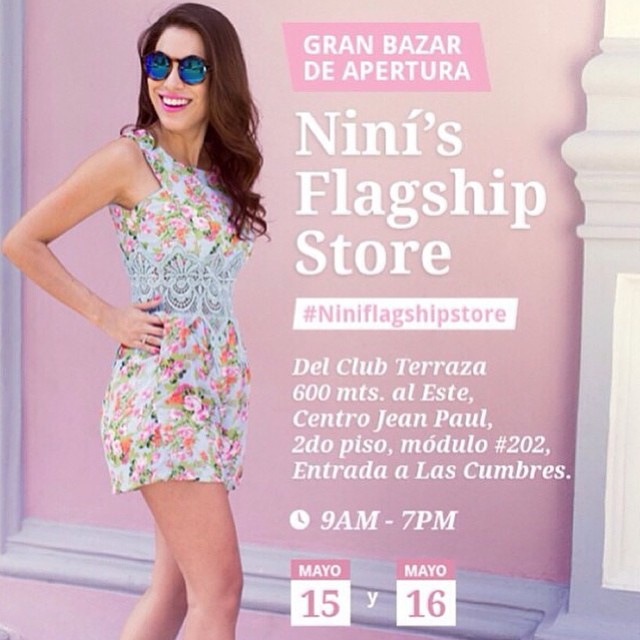 GRAN BAZAR
DE APERTURA
Niní’s
Flagship
Store
#Niniflagshipstore
Del Club Terraza
600 mts. al Este,
Centro Jean Paul,
2do piso, módulo #202,
Entrada a Las Cumbres.
9AM - 7PM
MAYO
15
y
MAYO
16